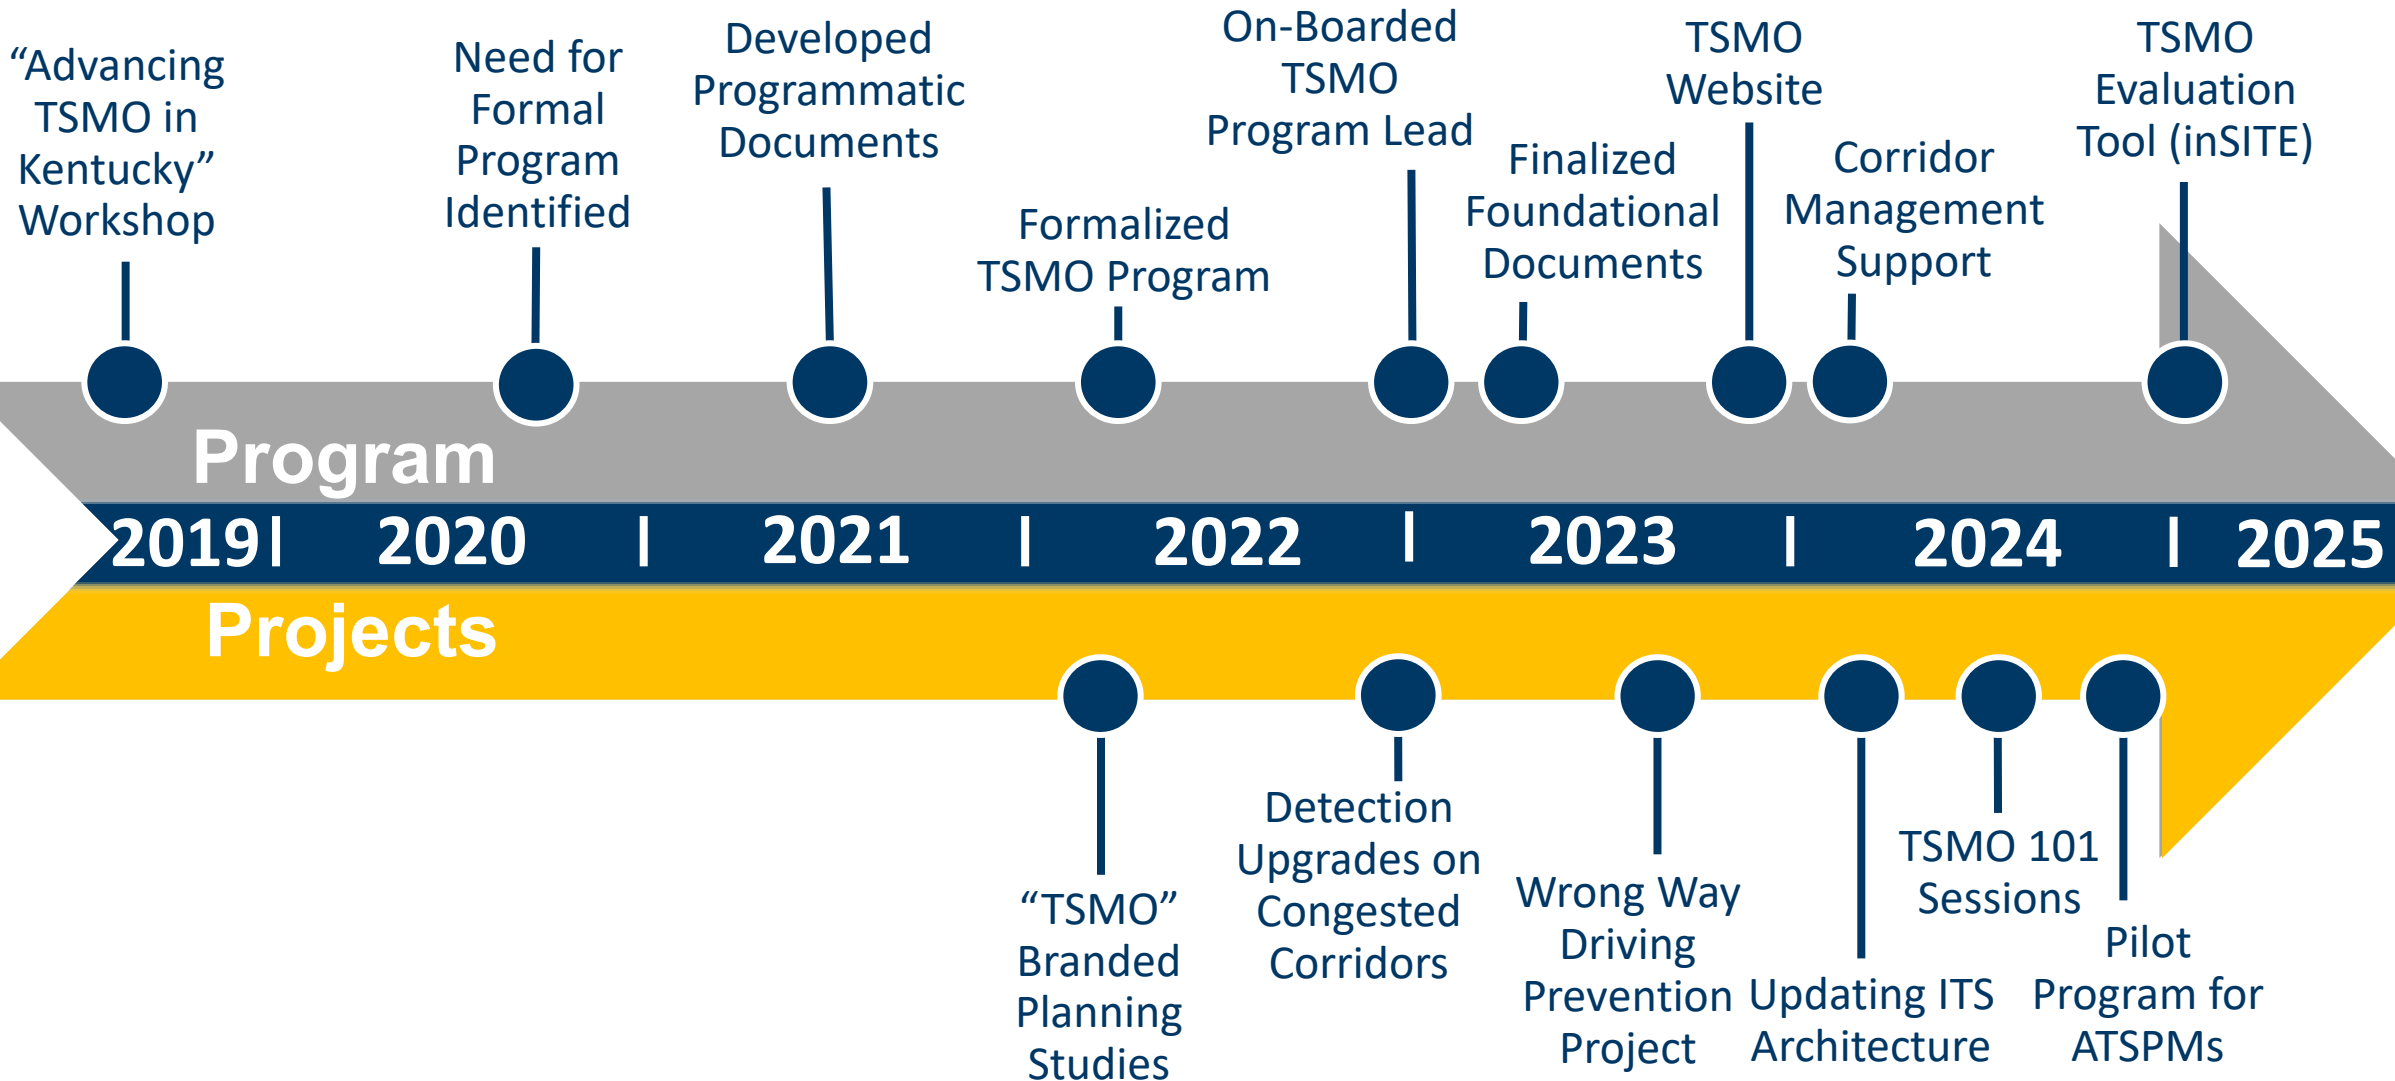 “Advancing
TSMO in
Kentucky”
Workshop
Need for
Formal
Program
Identified
Developed
Programmatic
Documents
Formalized
TSMO Program
On-Boarded
TSMO
Program Lead
Finalized
Foundational
Documents
TSMO
Website
Corridor
Management
Support
TSMO
Evaluation
Tool (inSITE)
Program
2019 | 2020 | 2021 | 2022 | 2023 | 2024 | 2025
Projects
“TSMO”
Branded
Planning
Studies
Detection
Upgrades on
Congested
Corridors
Wrong Way
Driving
Prevention
Project
Updating ITS
Architecture
TSMO 101
Sessions
Pilot
Program for
ATSPMs